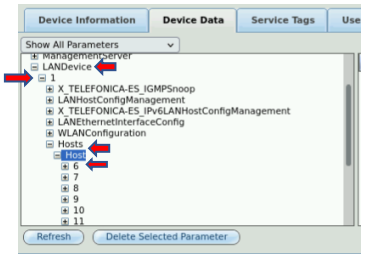 Device Information Device Data Service Tags Use
Show All Parameters
ManagementServer
LANDevice
1
X_TELEFONICA-ES_IGMPSnoop
LANHostConfigManagement
X_TELEFONICA-ES_IPv6LANHostConfigManagement
LANEthernetInterfaceConfig
WLANConfiguration
Hosts
Host
6
7
8
9
10
11
Refresh Delete Selected Parameter